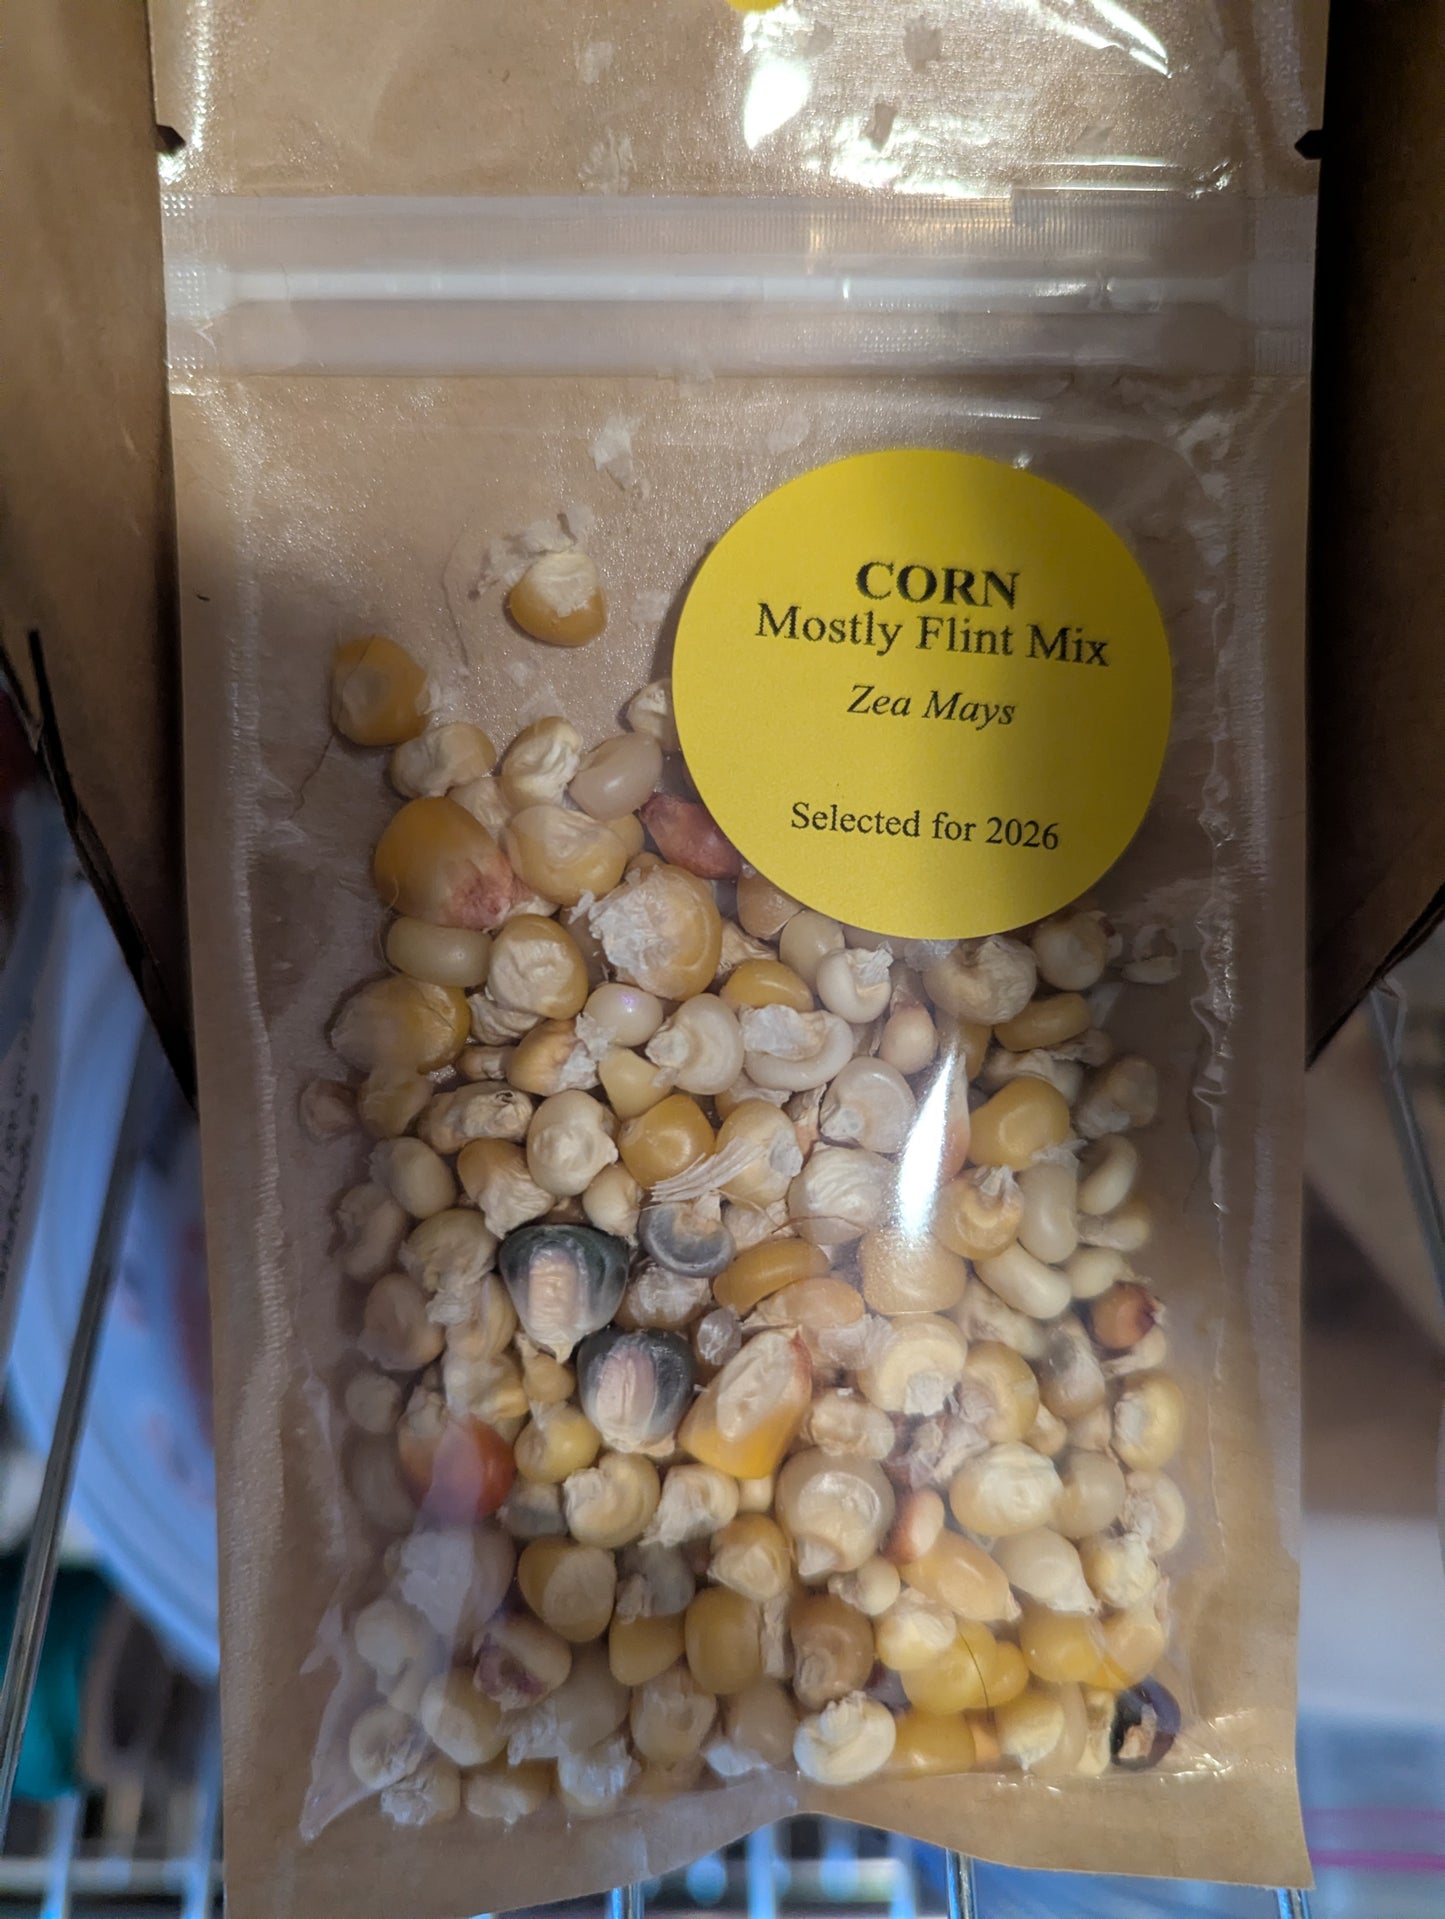 CORN
Mostly Flint Mix
Zea Mays
Selected for 2026